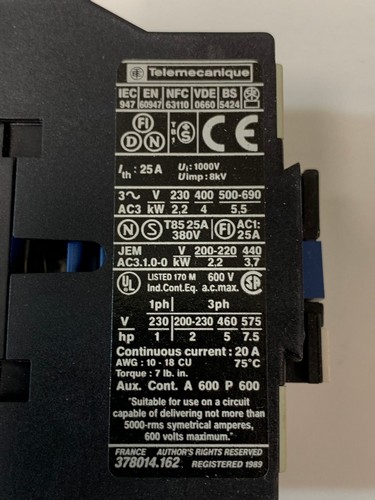 Telemecanique
IEC EN NFC VDE BS
947 60947 63110 0660 5424
FI D N S CE
Ith : 25A Ui : 1000V
Uimp : 8kV
3~ V 230 400 500-690
AC3 kW 2,2 4 5,5
N S T85 25A 380V FI AC1: 25A
JEM V 200-220 440
AC3.1.0-0 kW 2.2 3.7
UL LISTED 170 M 600 V
Ind.Cont.Eq. a.c.max.
1ph 3ph
V 230 200-230 460 575
hp 1 2 5 7.5
Continuous current : 20 A
AWG : 10 - 18 CU 75°C
Torque : 7 lb. in.
Aux. Cont. A 600 P 600
"Suitable for use on a circuit
capable of delivering not more than
5000-rms symetrical amperes,
600 volts maximum."
FRANCE AUTHOR'S RIGHTS RESERVED
378014.162 REGISTERED 1989